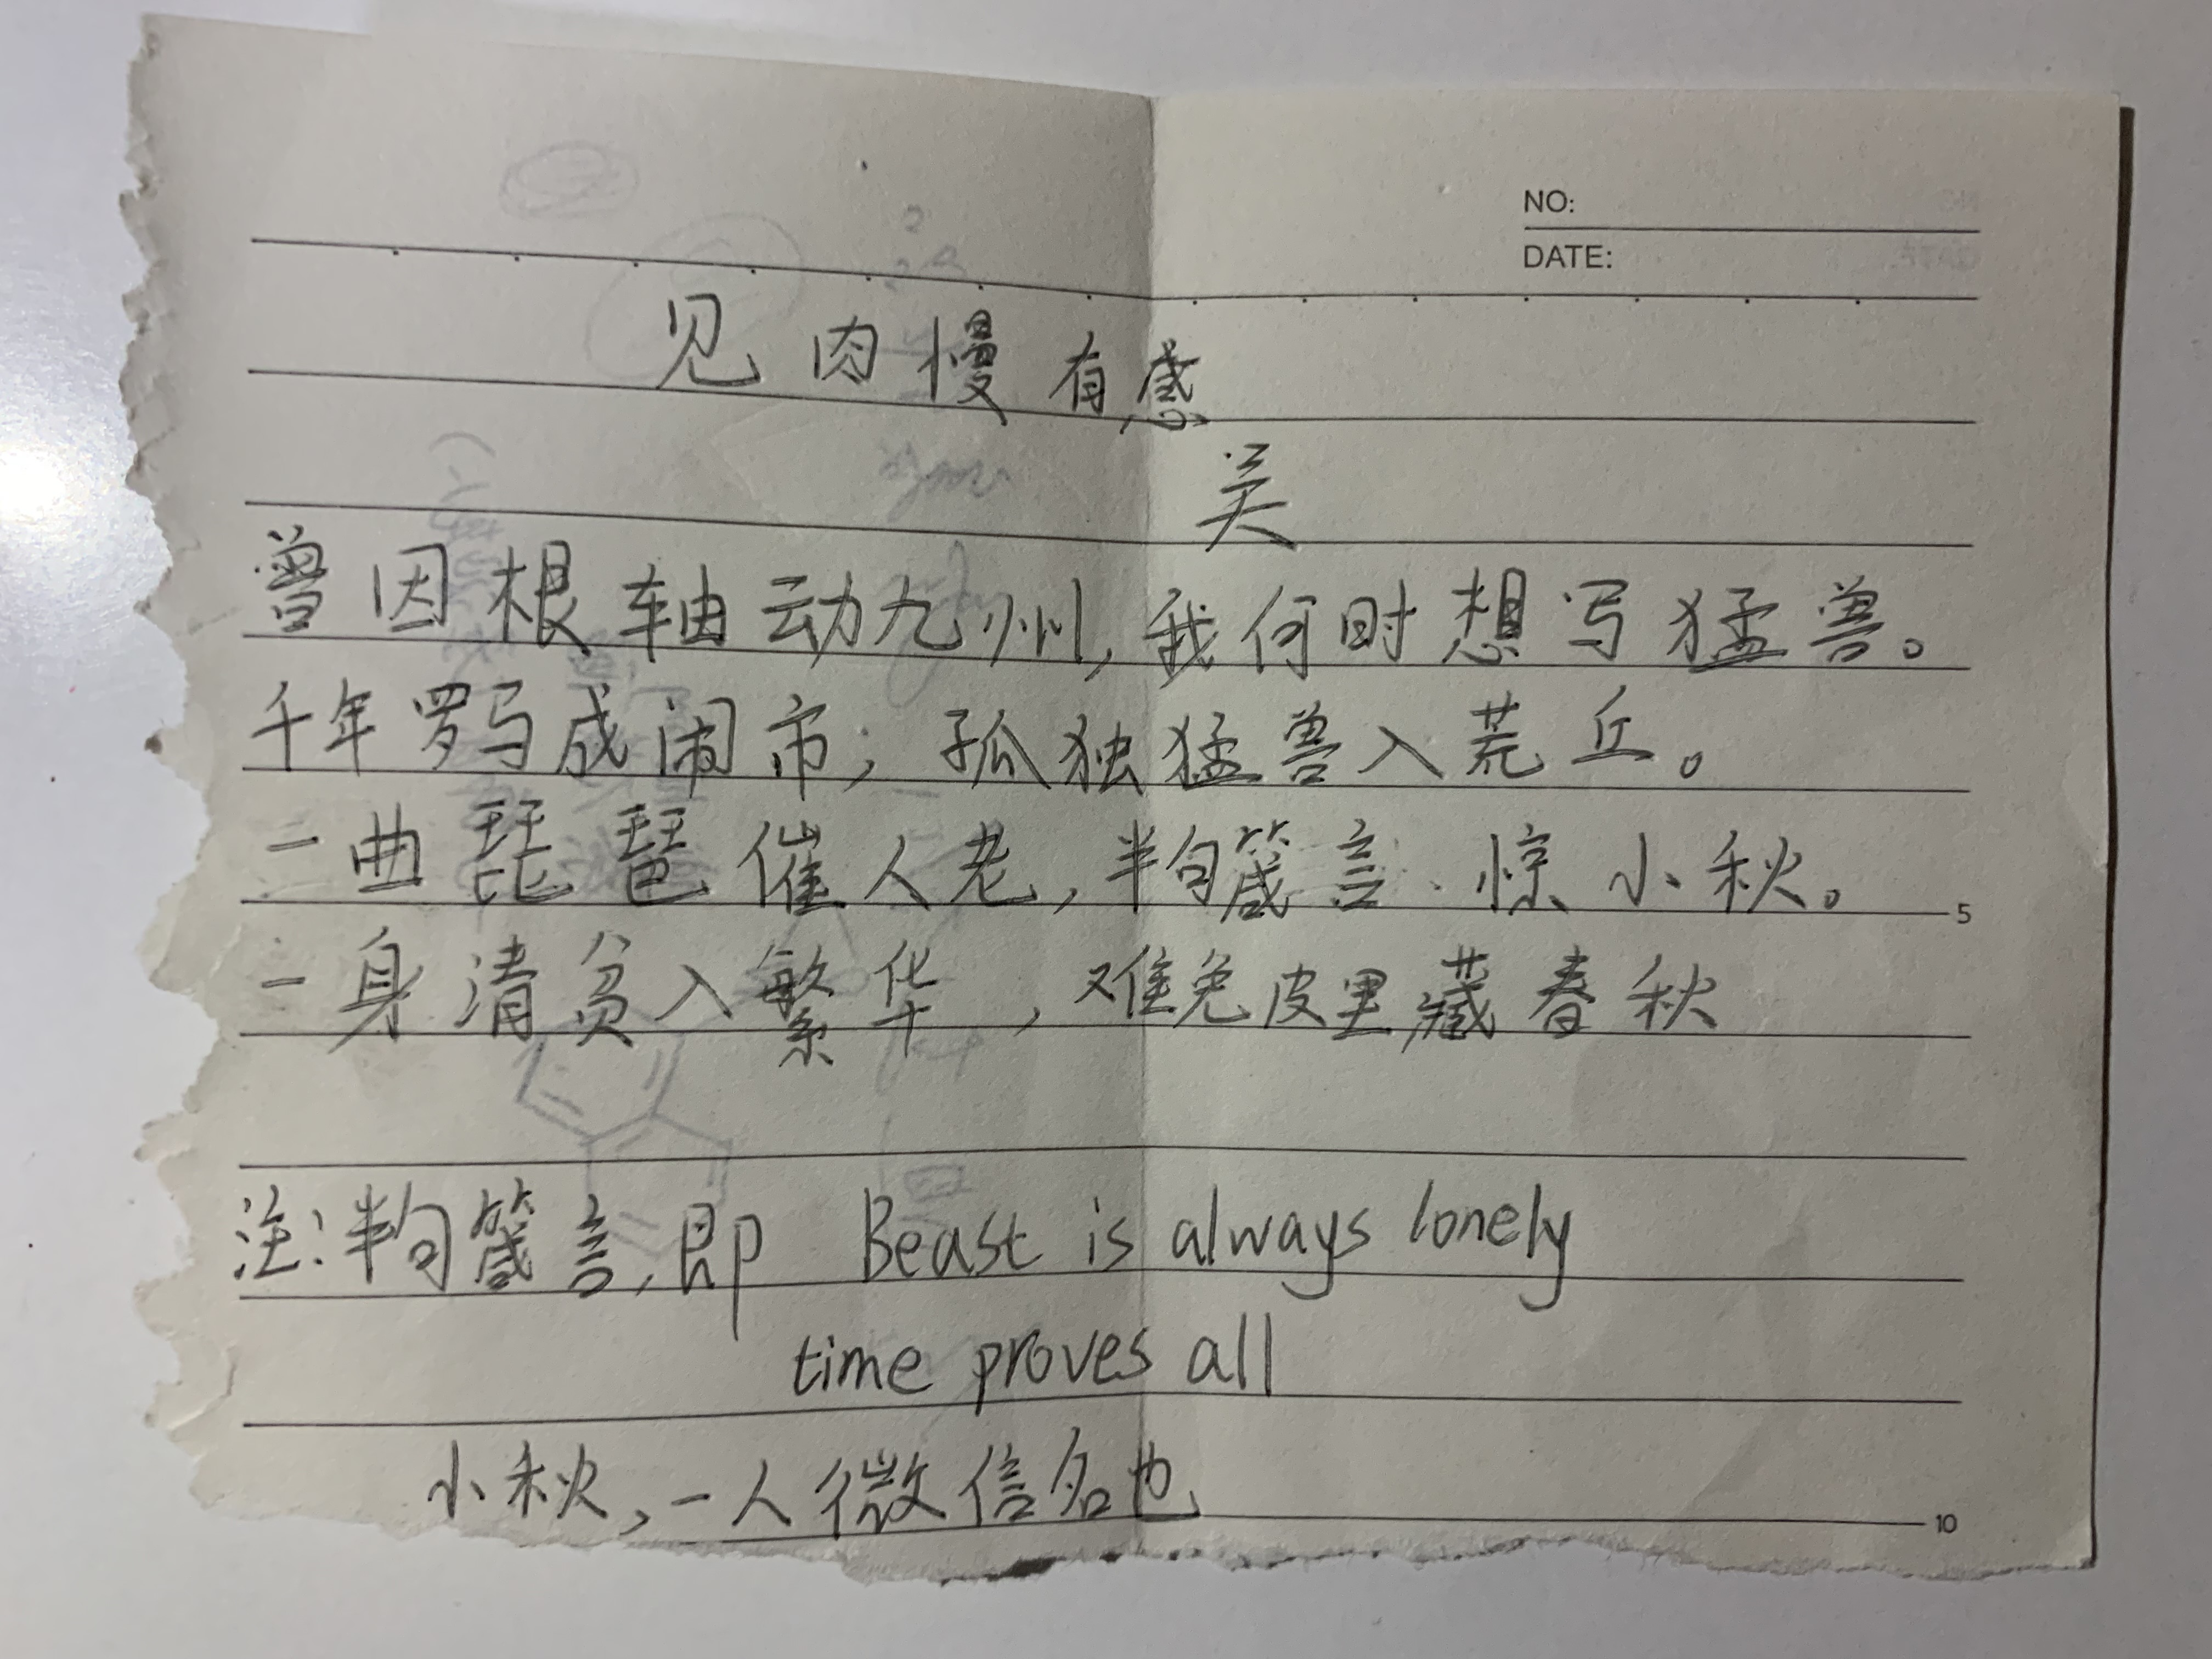 NO:
DATE:
见肉慢有感
美
曾因根轴动九州,我何时想写猛兽。
千年罗马成闹市;孤独猛兽入荒丘。
二曲琵琶催人老,半句箴言、惊小秋。
5
一身清贫入繁华,难免皮里藏春秋
注:半句箴言,即 Beast is always lonely
time proves all
小秋,一人微信名也
10